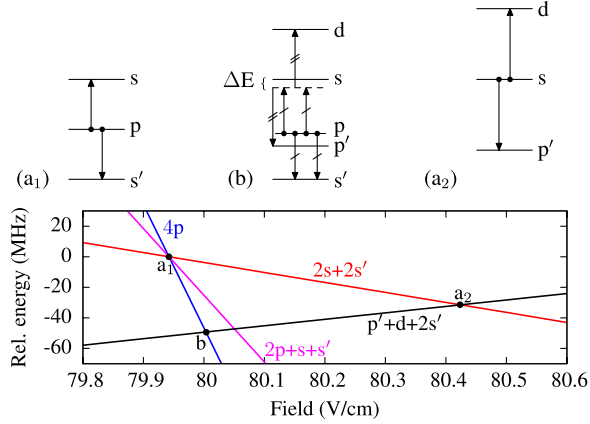 d
d
s
ΔE {
s
s
p
p
p′
p′
(a₁)
s′
(b)
s′
(a₂)
20
0
-20
-40
-60
Rel. energy (MHz)
4p
a₁
2s+2s′
a₂
b
2p+s+s′
p′+d+2s′
79.8
79.9
80
80.1
80.2
80.3
80.4
80.5
80.6
Field (V/cm)